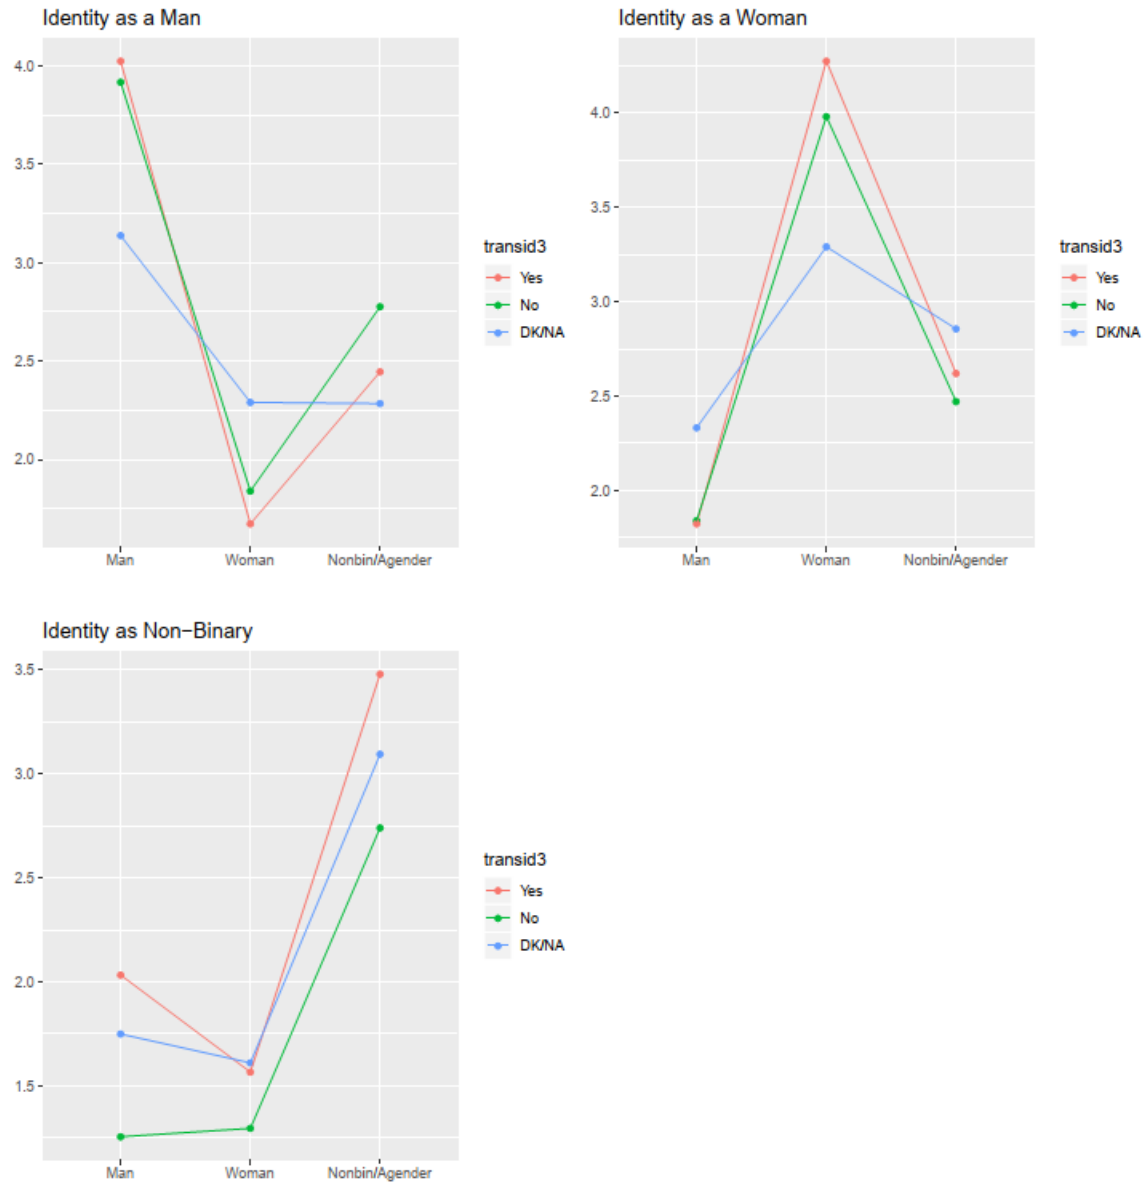 Identity as a Man
4.0
3.5
3.0
2.5
2.0
Man Woman Nonbin/Agender
transid3
Yes
No
DK/NA
Identity as a Woman
4.0
3.5
3.0
2.5
2.0
Man Woman Nonbin/Agender
transid3
Yes
No
DK/NA
Identity as Non−Binary
3.5
3.0
2.5
2.0
1.5
Man Woman Nonbin/Agender
transid3
Yes
No
DK/NA